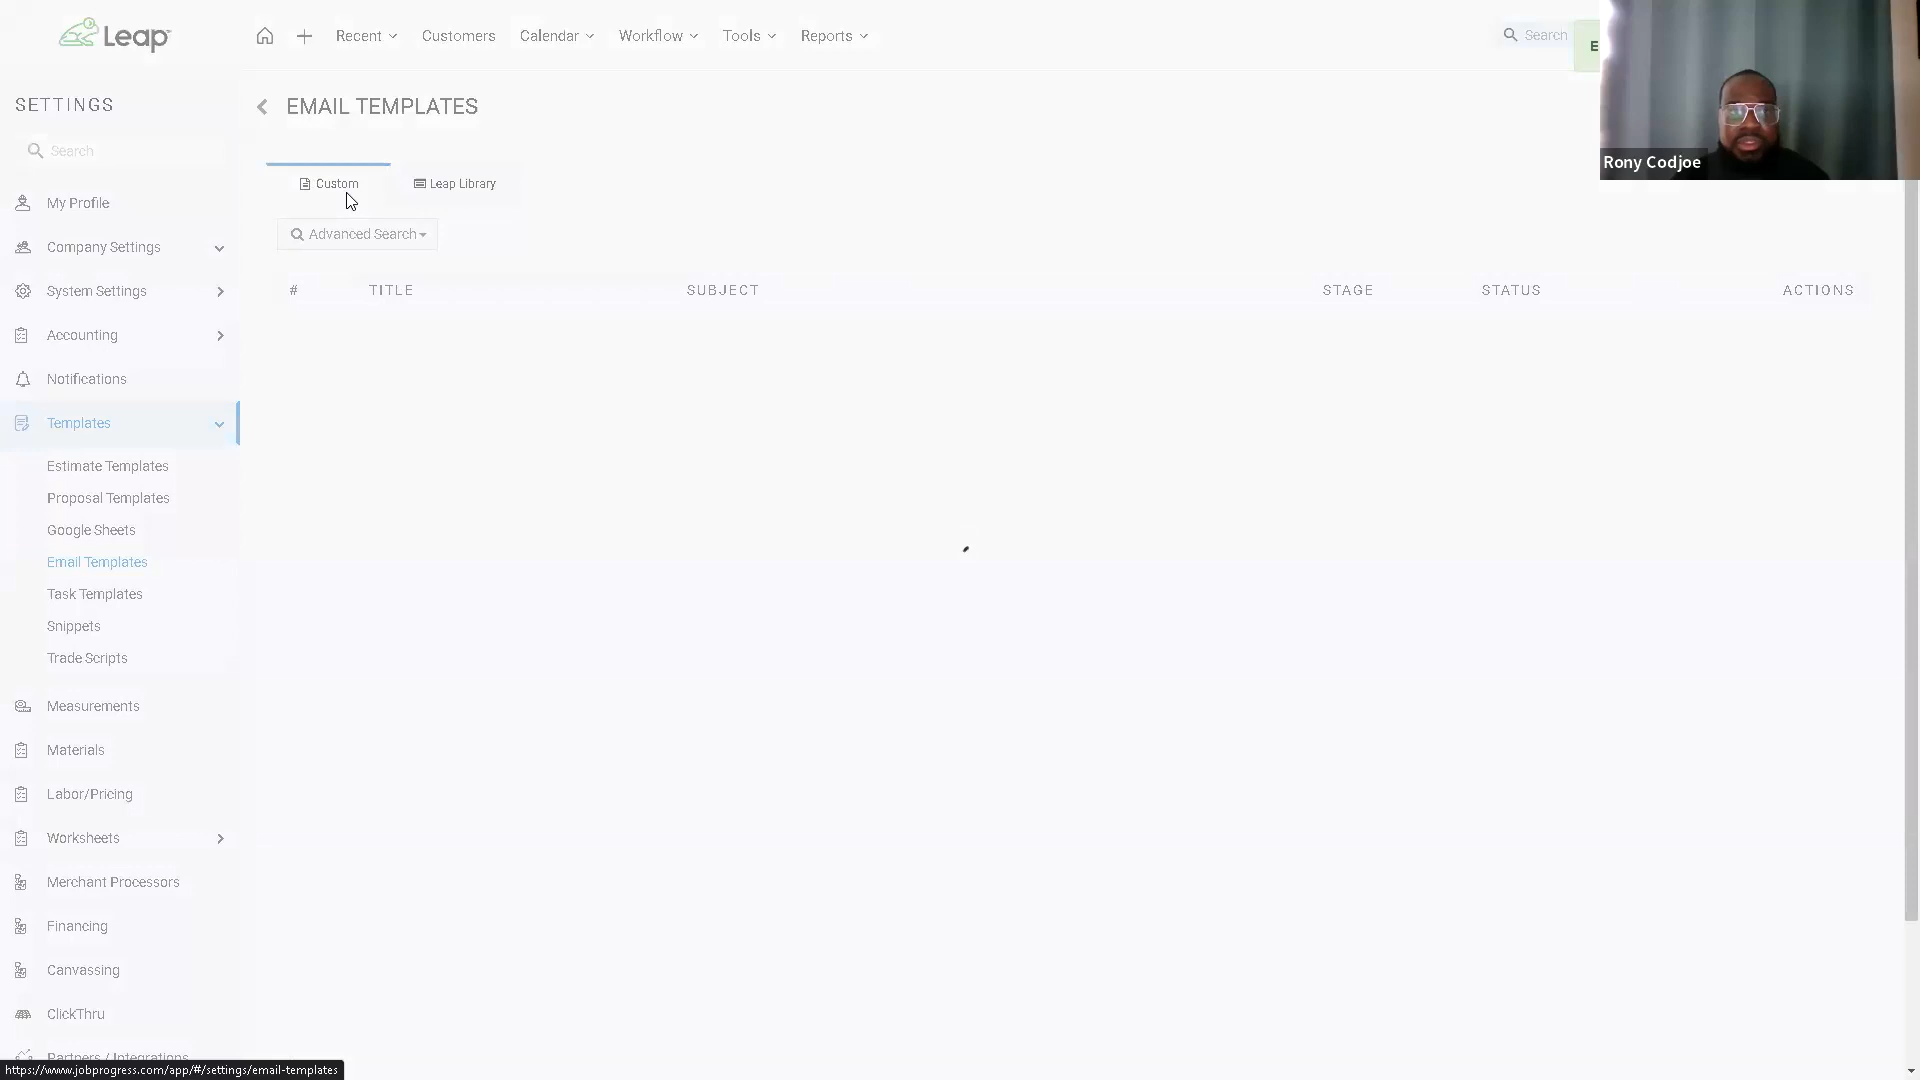 Leap
Recent
Customers
Calendar
Workflow
Tools
Reports
Search
E
Rony Codjoe
SETTINGS
Search
My Profile
Company Settings
System Settings
Accounting
Notifications
Templates
Estimate Templates
Proposal Templates
Google Sheets
Email Templates
Task Templates
Snippets
Trade Scripts
Measurements
Materials
Labor/Pricing
Worksheets
Merchant Processors
Financing
Canvassing
ClickThru
Partners / Integrations
https://www.jobprogress.com/app/#/settings/email-templates
EMAIL TEMPLATES
Custom
Leap Library
Advanced Search
# TITLE SUBJECT STAGE STATUS ACTIONS